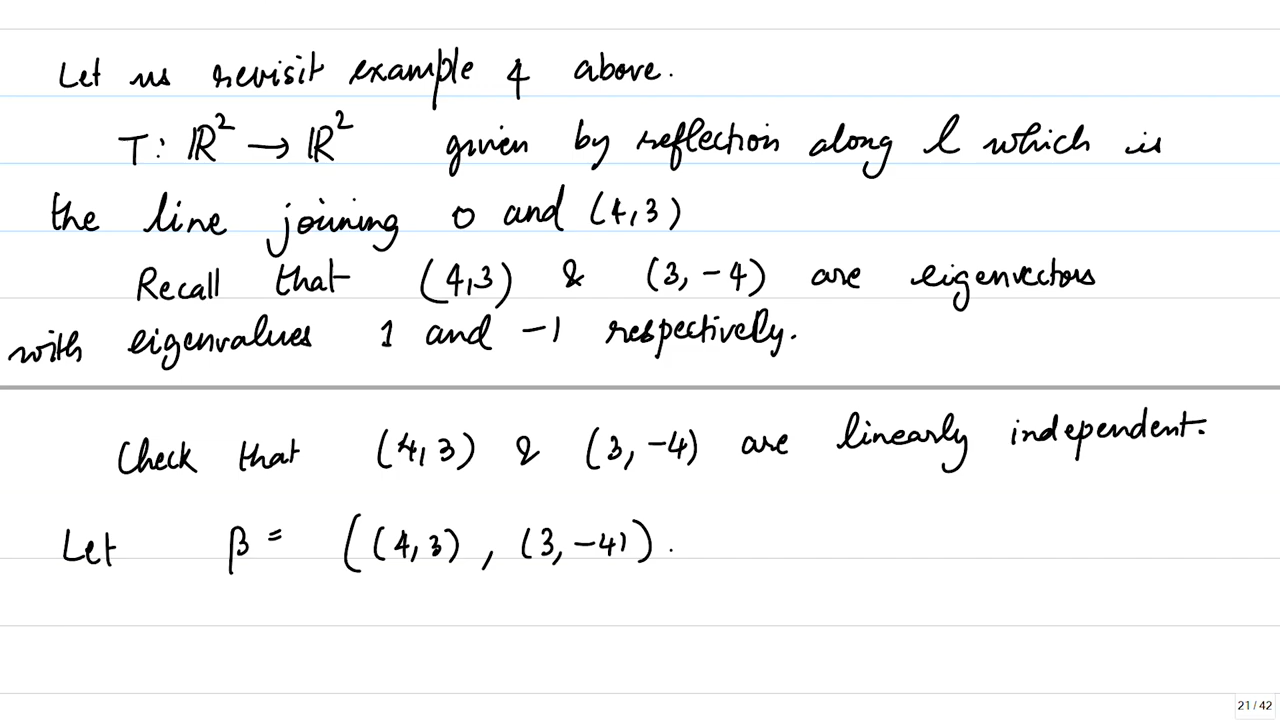 Let us revisit example 4 above.
T: ℝ² → ℝ² given by reflection along l which is
the line joining 0 and (4,3)
Recall that (4,3) & (3,-4) are eigenvectors
with eigenvalues 1 and -1 respectively.
Check that (4,3) & (3,-4) are linearly independent.
Let β = ((4,3), (3,-4)).
21 / 42